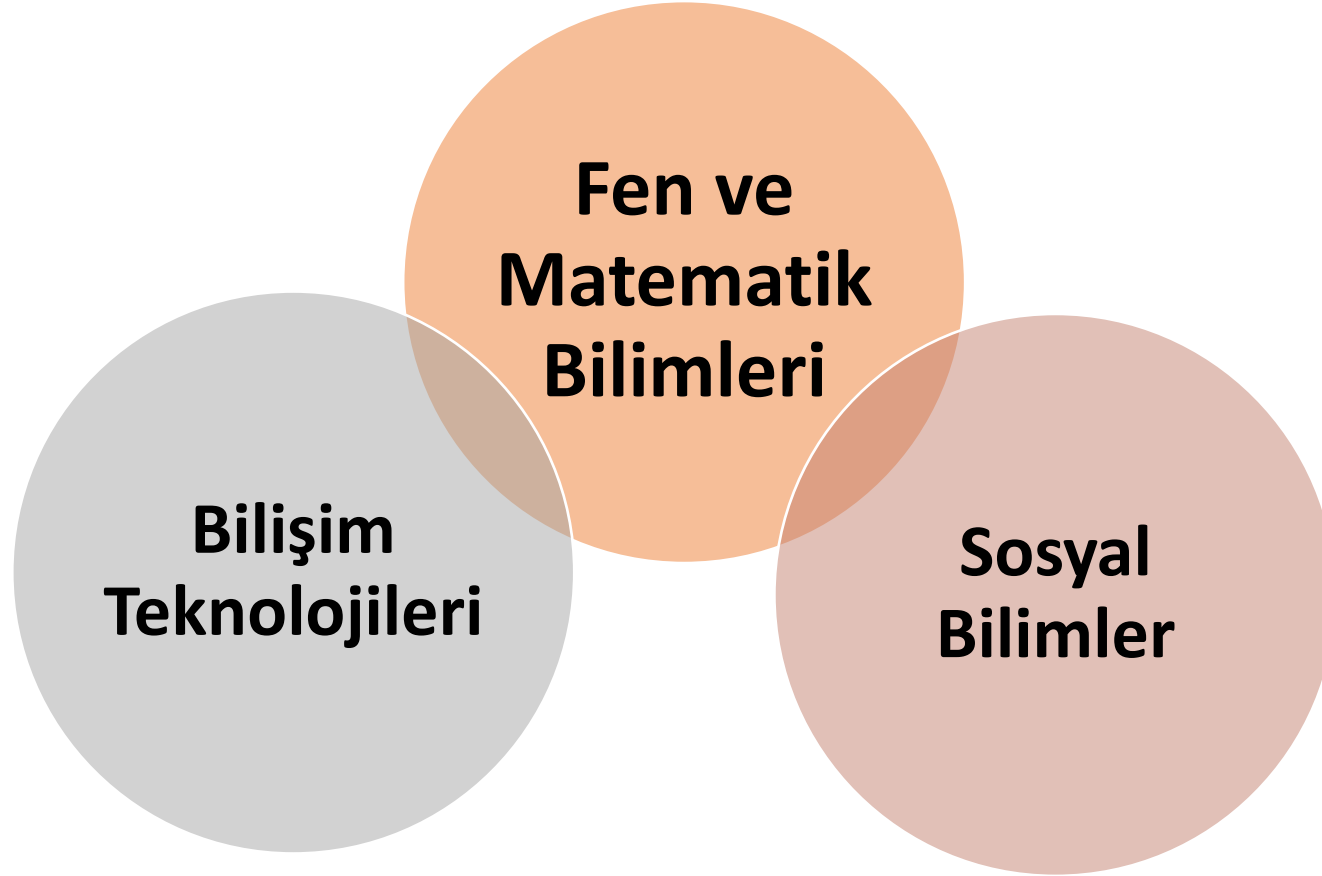 Fen ve
Matematik
Bilimleri
Bilişim
Teknolojileri
Sosyal
Bilimler